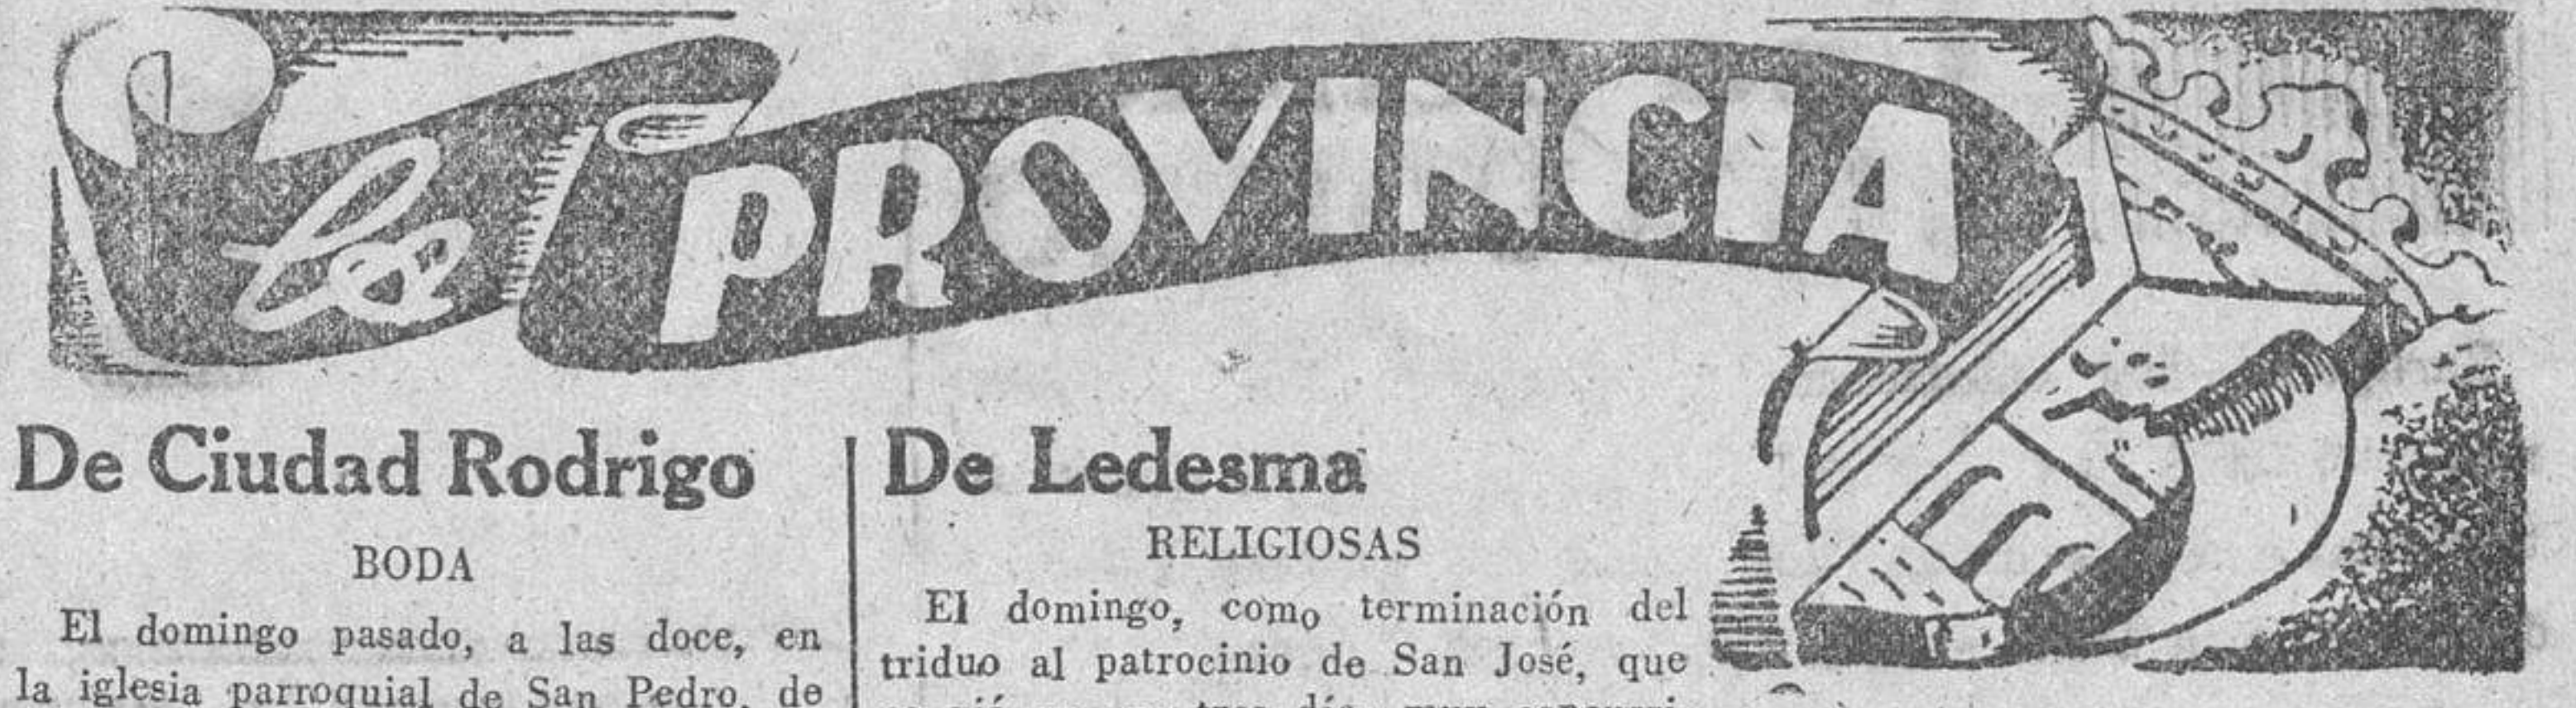 La PROVINCIA
De Ciudad Rodrigo
BODA
El domingo pasado, a las doce, en
la iglesia parroquial de San Pedro, de
De Ledesma
RELIGIOSAS
El domingo, como terminación del
triduo al patrocinio de San José, que